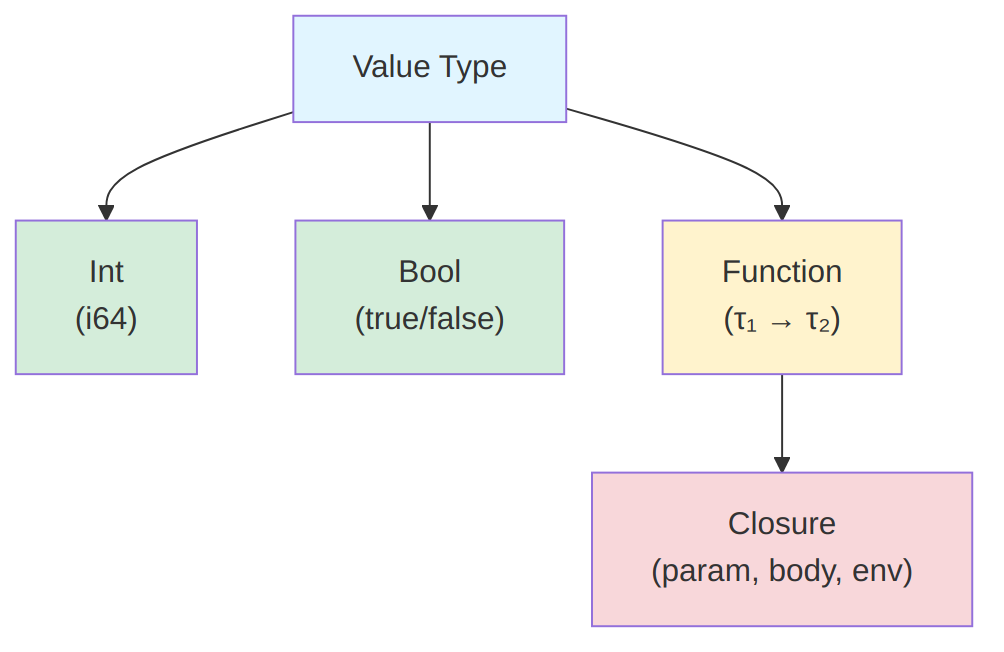 Value Type
Int
(i64)
Bool
(true/false)
Function
(τ₁ → τ₂)
Closure
(param, body, env)